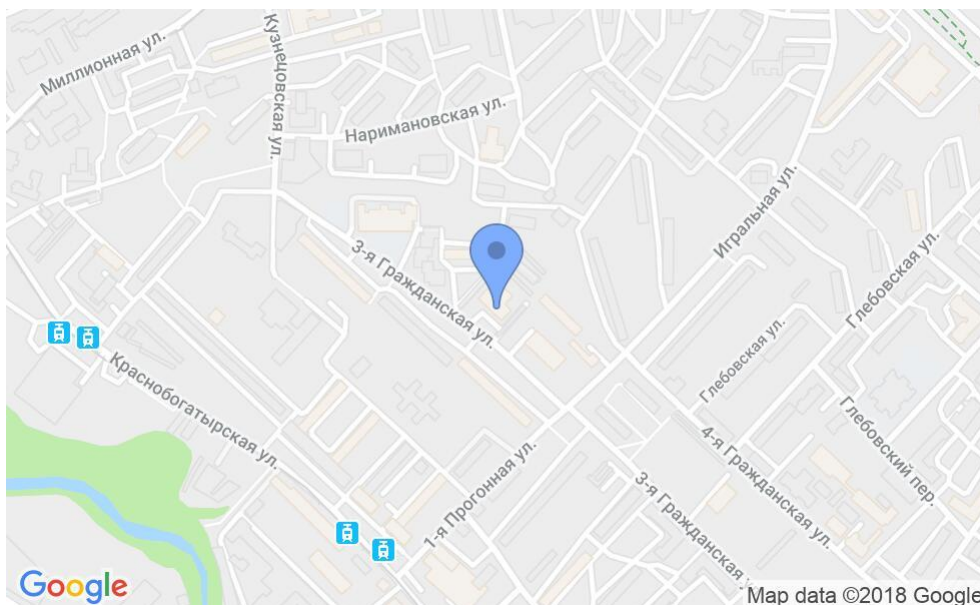 Миллионная ул.
Кузнецовская ул.
Наримановская ул.
Игральная ул.
3-я Гражданская ул.
Глебовская ул.
Глебовская ул.
Краснобогатырская ул.
Глебовский пер.
4-я Гражданская ул.
1-я Прогонная ул.
3-я Гражданская у
Google
Map data ©2018 Google